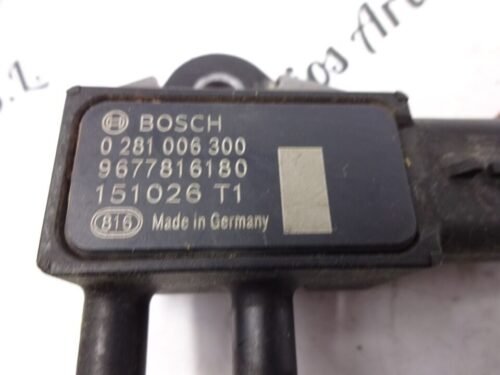 BOSCH
0 281 006 300
9677816180
151026 T1
816 Made in Germany